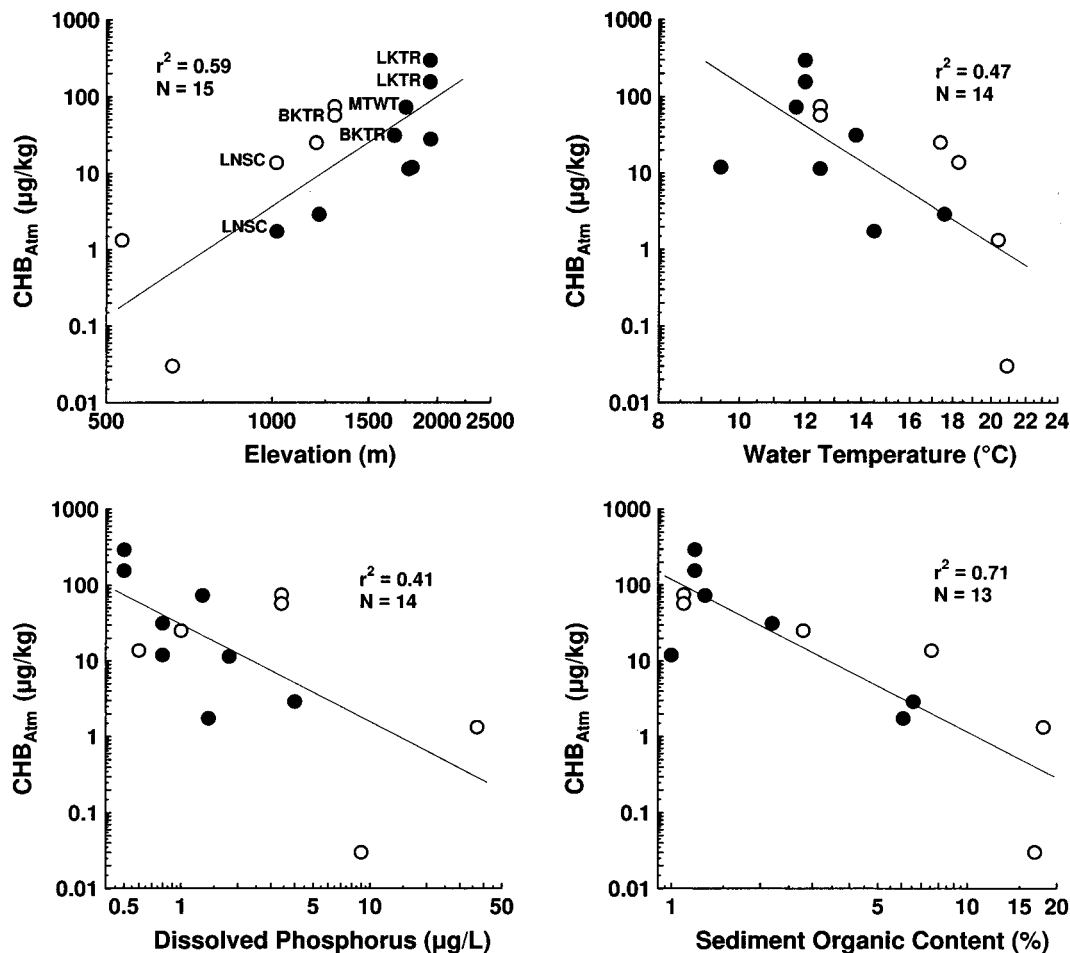 1000
100
10
1
0.1
0.01
CHB_Atm (µg/kg)
r² = 0.59
N = 15
LKTR
LKTR
MTWT
BKTR
BKTR
LNSC
LNSC
500
1000
1500
2000
2500
Elevation (m)
1000
100
10
1
0.1
0.01
CHB_Atm (µg/kg)
r² = 0.47
N = 14
8
10
12
14
16
18
20
22
24
Water Temperature (°C)
1000
100
10
1
0.1
0.01
CHB_Atm (µg/kg)
r² = 0.41
N = 14
0.5
1
5
10
50
Dissolved Phosphorus (µg/L)
1000
100
10
1
0.1
0.01
CHB_Atm (µg/kg)
r² = 0.71
N = 13
1
5
10
20
Sediment Organic Content (%)